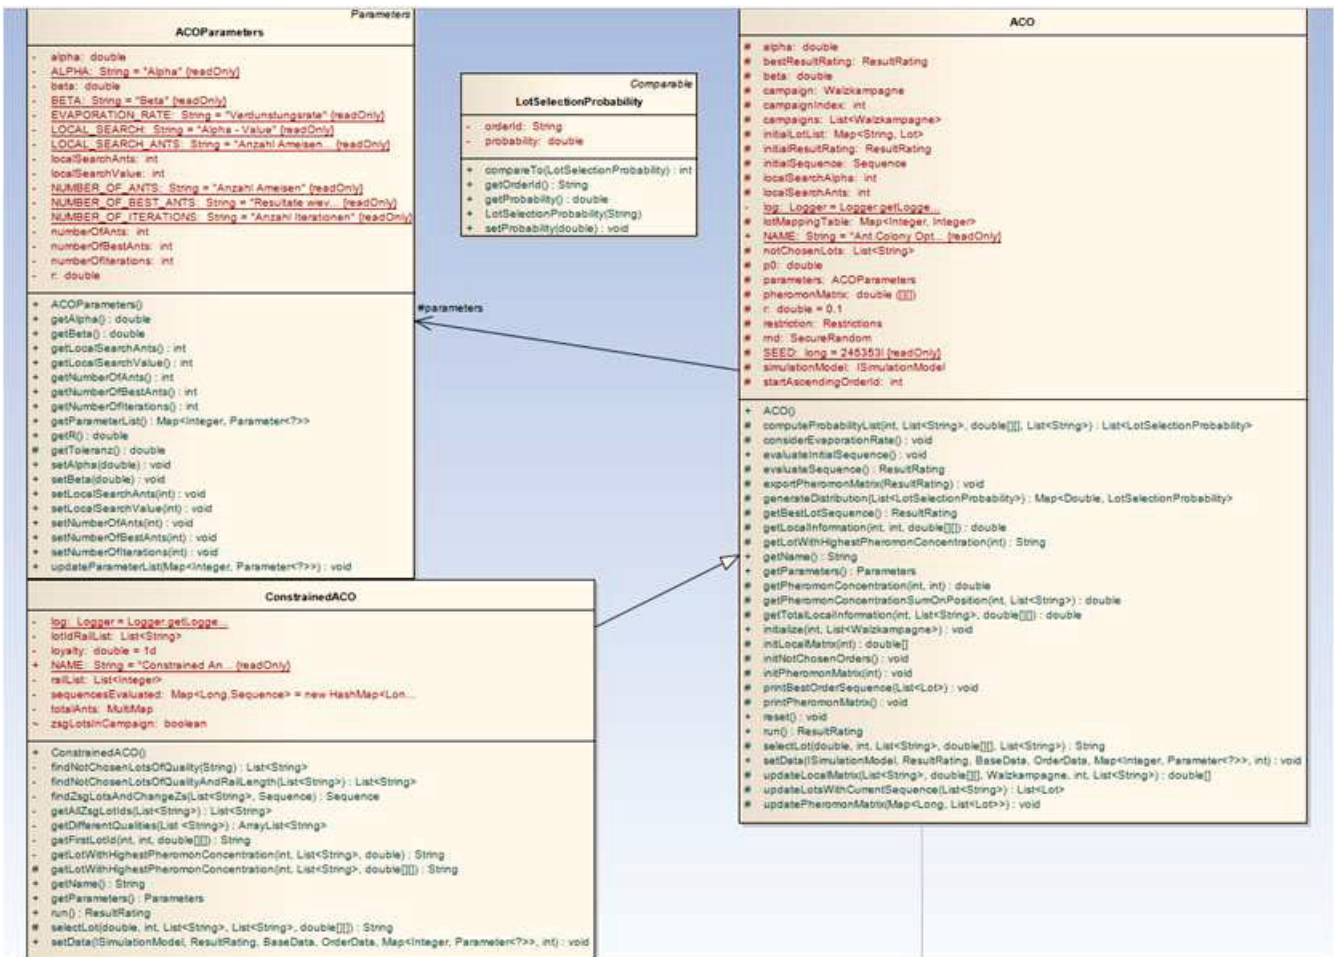 Parameters
ACOParameters
- alpha: double
- ALPHA: String = "Alpha" {readOnly}
- beta: double
- BETA: String = "Beta" {readOnly}
- EVAPORATION_RATE: String = "Verdunstungsrate" {readOnly}
- LOCAL_SEARCH: String = "Alpha - Value" {readOnly}
- LOCAL_SEARCH_ANTS: String = "Anzahl Ameisen... {readOnly}
- localSearchAnts: int
- localSearchValue: int
- NUMBER_OF_ANTS: String = "Anzahl Ameisen" {readOnly}
- NUMBER_OF_BEST_ANTS: String = "Resultate wiev... {readOnly}
- NUMBER_OF_ITERATIONS: String = "Anzahl Iterationen" {readOnly}
- numberOfAnts: int
- numberOfBestAnts: int
- numberOfIterations: int
- r: double
+ ACOParameters()
+ getAlpha() : double
+ getBeta() : double
+ getLocalSearchAnts() : int
+ getLocalSearchValue() : int
+ getNumberOfAnts() : int
+ getNumberOfBestAnts() : int
+ getNumberOfIterations() : int
+ getParameterList() : Map<Integer, Parameter<?>>
+ getR() : double
# getToleranz() : double
+ setAlpha(double) : void
+ setBeta(double) : void
+ setLocalSearchAnts(int) : void
+ setLocalSearchValue(int) : void
+ setNumberOfAnts(int) : void
+ setNumberOfBestAnts(int) : void
+ setNumberOfIterations(int) : void
+ updateParameterList(Map<Integer, Parameter<?>>) : void
Comparable
LotSelectionProbability
- orderId: String
- probability: double
+ compareTo(LotSelectionProbability) : int
+ getOrderId() : String
+ getProbability() : double
+ LotSelectionProbability(String)
+ setProbability(double) : void
#parameters
ACO
# alpha: double
# bestResultRating: ResultRating
# beta: double
# campaign: Walzkampagne
# campaignIndex: int
# campaigns: List<Walzkampagne>
# initialLotList: Map<String, Lot>
# initialResultRating: ResultRating
# initialSequence: Sequence
# localSearchAlpha: int
# localSearchAnts: int
- log: Logger = Logger.getLogge...
# lotMappingTable: Map<Integer, Integer>
+ NAME: String = "Ant Colony Opt... {readOnly}
# notChosenLots: List<String>
# p0: double
# parameters: ACOParameters
# pheromonMatrix: double ([][])
# r: double = 0.1
# restriction: Restrictions
# rnd: SecureRandom
# SEED: long = 245353l {readOnly}
# simulationModel: ISimulationModel
# startAscendingOrderId: int
+ ACO()
# computeProbabilityList(int, List<String>, double[][], List<String>) : List<LotSelectionProbability>
# considerEvaporationRate() : void
+ evaluateInitialSequence() : void
# evaluateSequence() : ResultRating
# exportPheromonMatrix(ResultRating) : void
# generateDistribution(List<LotSelectionProbability>) : Map<Double, LotSelectionProbability>
# getBestLotSequence() : ResultRating
# getLocalInformation(int, int, double[][]) : double
# getLotWithHighestPheromonConcentration(int) : String
+ getName() : String
+ getParameters() : Parameters
# getPheromonConcentration(int, int) : double
# getPheromonConcentrationSumOnPosition(int, List<String>) : double
# getTotalLocalInformation(int, List<String>, double[][]) : double
+ initialize(int, List<Walzkampagne>) : void
# initLocalMatrix(int) : double[]
# initNotChosenOrders() : void
# initPheromonMatrix(int) : void
# printBestOrderSequence(List<Lot>) : void
# printPheromonMatrix() : void
+ reset() : void
+ run() : ResultRating
# selectLot(double, int, List<String>, double[][], List<String>) : String
+ setData(ISimulationModel, ResultRating, BaseData, OrderData, Map<Integer, Parameter<?>>, int) : void
# updateLocalMatrix(List<String>, double[][], Walzkampagne, int, List<String>) : double[]
# updateLotsWithCurrentSequence(List<String>) : List<Lot>
# updatePheromonMatrix(Map<Long, List<Lot>>) : void
ConstrainedACO
- log: Logger = Logger.getLogge...
- lotIdRailList: List<String>
- loyalty: double = 1d
+ NAME: String = "Constrained An... {readOnly}
- railList: List<Integer>
- sequencesEvaluated: Map<Long,Sequence> = new HashMap<Lon...
- totalAnts: MultiMap
~ zsgLotsInCampaign: boolean
+ ConstrainedACO()
- findNotChosenLotsOfQuality(String) : List<String>
- findNotChosenLotsOfQualityAndRailLength(List<String>) : List<String>
- findZsgLotsAndChangeZs(List<String>, Sequence) : Sequence
- getAllZsgLotIds(List<String>) : List<String>
- getDifferentQualities(List <String>) : ArrayList<String>
- getFirstLotId(int, int, double[][]) : String
- getLotWithHighestPheromonConcentration(int, List<String>, double) : String
# getLotWithHighestPheromonConcentration(int, List<String>, double[][]) : String
+ getName() : String
+ getParameters() : Parameters
+ run() : ResultRating
# selectLot(double, int, List<String>, List<String>, double[][]) : String
+ setData(ISimulationModel, ResultRating, BaseData, OrderData, Map<Integer, Parameter<?>>, int) : void